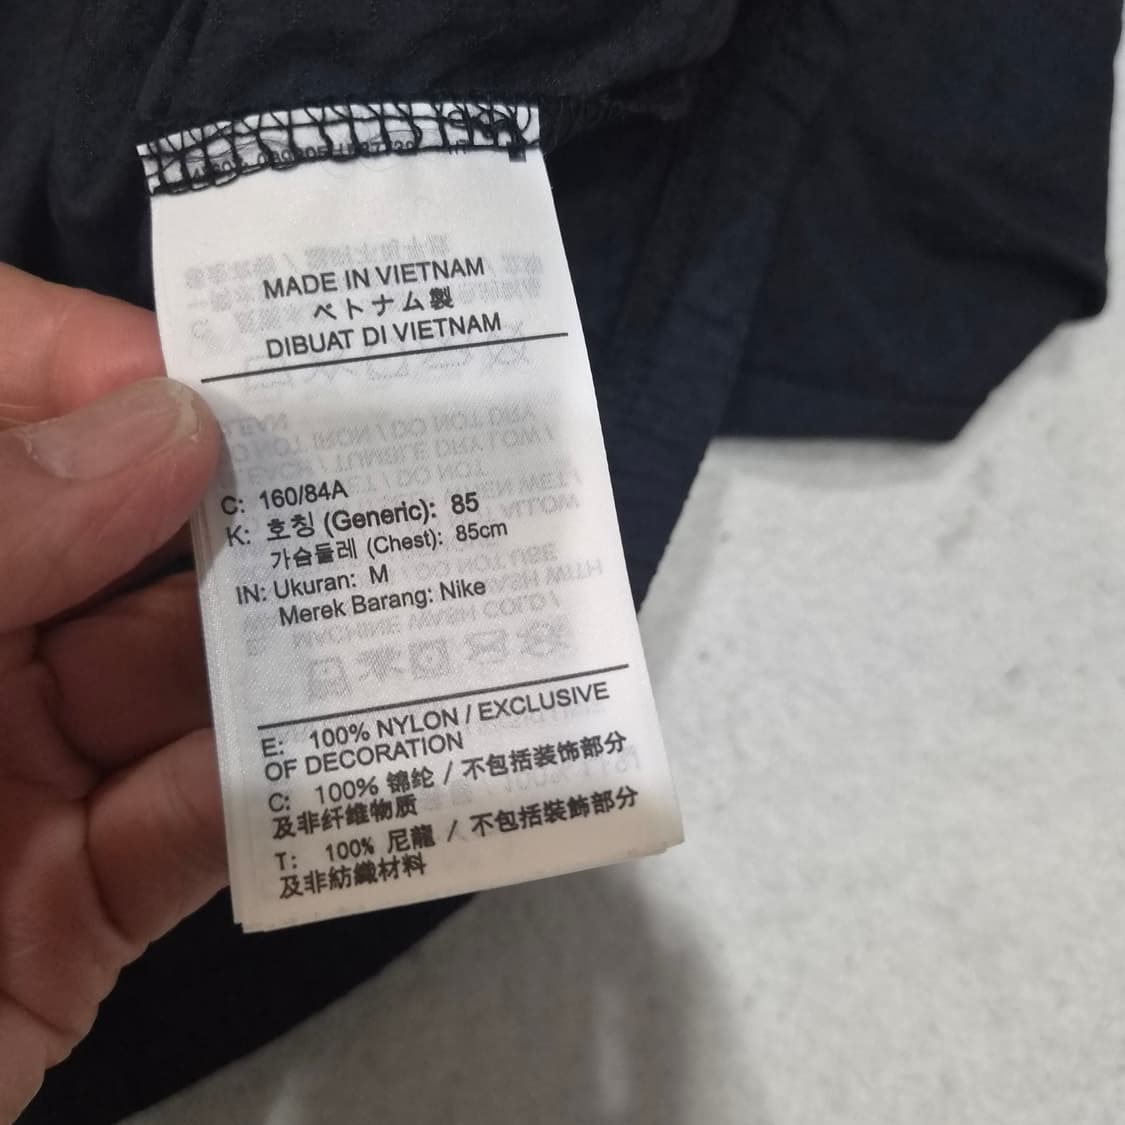 MADE IN VIETNAM
ベトナム製
DIBUAT DI VIETNAM
C: 160/84A
K: 호칭 (Generic): 85
가슴둘레 (Chest): 85cm
IN: Ukuran: M
Merek Barang: Nike
E: 100% NYLON / EXCLUSIVE
OF DECORATION
C: 100% 锦纶 / 不包括装饰部分
及非纤维物质
T: 100% 尼龍 / 不包括裝飾部分
及非紡織材料